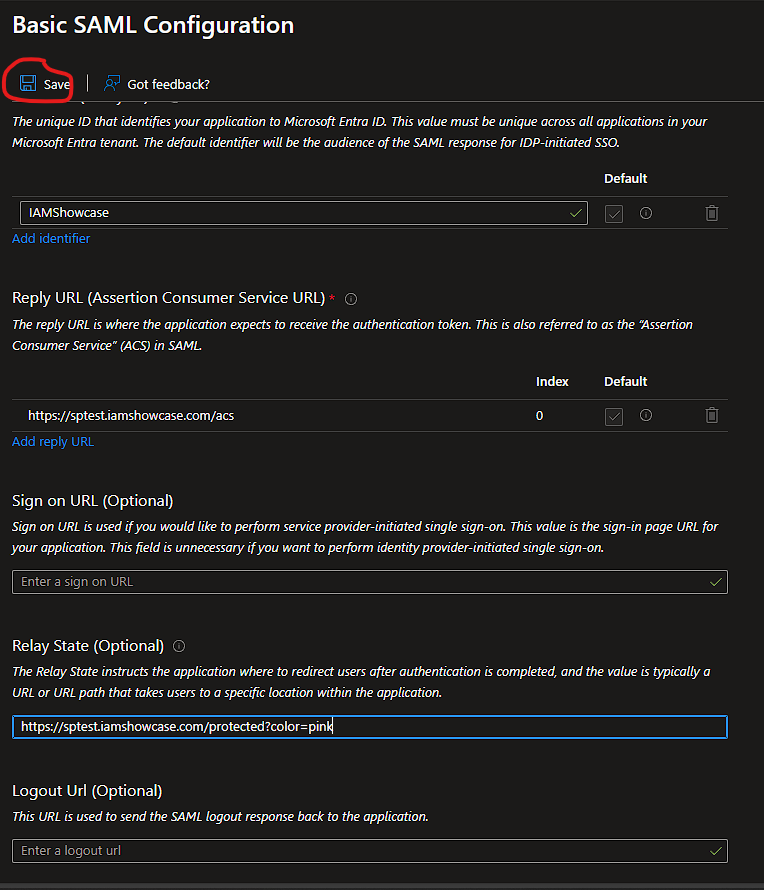 Basic SAML Configuration
Save
Got feedback?
The unique ID that identifies your application to Microsoft Entra ID. This value must be unique across all applications in your
Microsoft Entra tenant. The default identifier will be the audience of the SAML response for IDP-initiated SSO.
Default
IAMShowcase
Add identifier
Reply URL (Assertion Consumer Service URL) *
The reply URL is where the application expects to receive the authentication token. This is also referred to as the “Assertion
Consumer Service” (ACS) in SAML.
Index Default
https://sptest.iamshowcase.com/acs 0
Add reply URL
Sign on URL (Optional)
Sign on URL is used if you would like to perform service provider-initiated single sign-on. This value is the sign-in page URL for
your application. This field is unnecessary if you want to perform identity provider-initiated single sign-on.
Enter a sign on URL
Relay State (Optional)
The Relay State instructs the application where to redirect users after authentication is completed, and the value is typically a
URL or URL path that takes users to a specific location within the application.
https://sptest.iamshowcase.com/protected?color=pink
Logout Url (Optional)
This URL is used to send the SAML logout response back to the application.
Enter a logout url